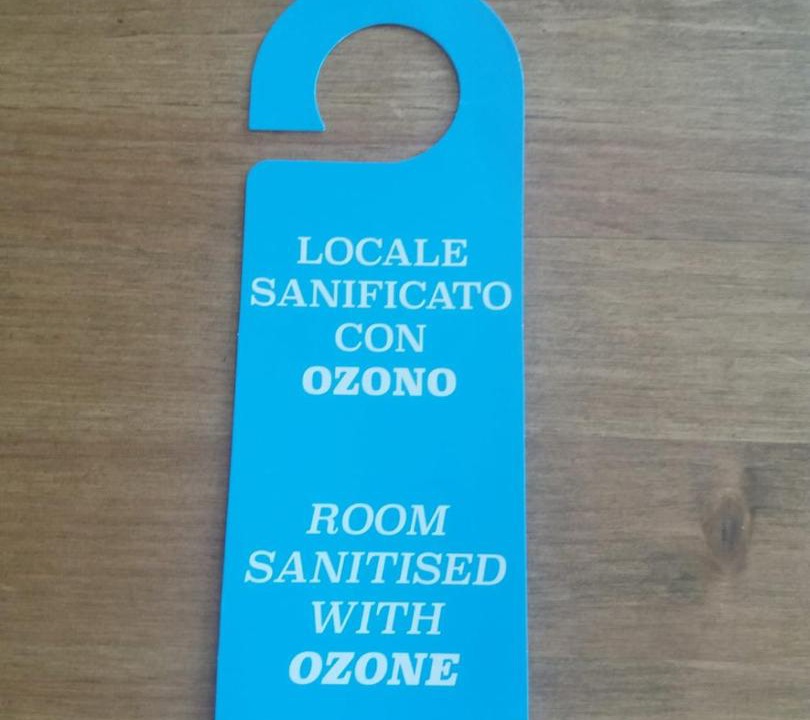 LOCALE
SANIFICATO
CON
OZONO
ROOM
SANITISED
WITH
OZONE